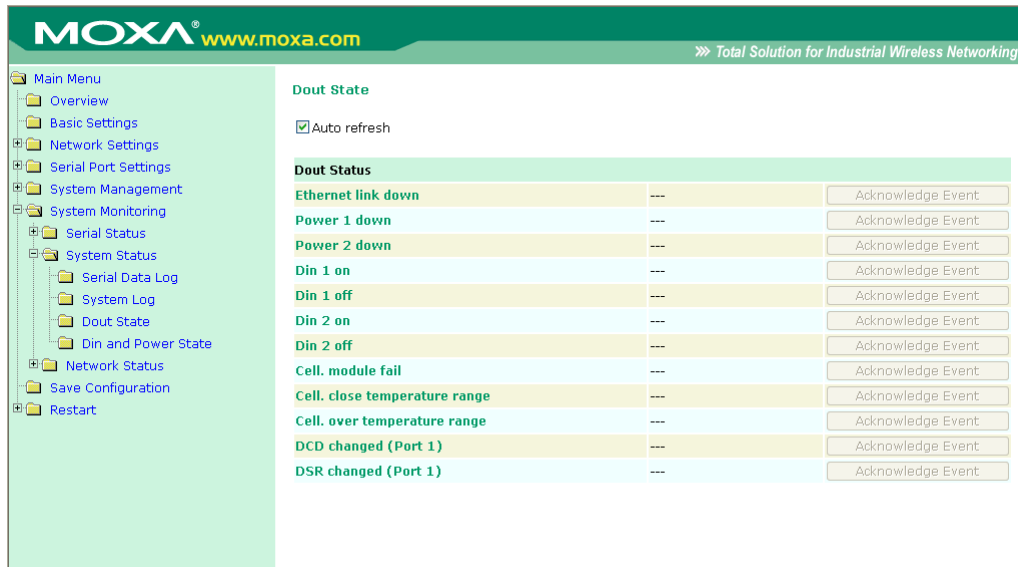 MOXA® www.moxa.com
Total Solution for Industrial Wireless Networking
Main Menu
Overview
Basic Settings
Network Settings
Serial Port Settings
System Management
System Monitoring
Serial Status
System Status
Serial Data Log
System Log
Dout State
Din and Power State
Network Status
Save Configuration
Restart
Dout State
Auto refresh
Dout Status
Ethernet link down --- Acknowledge Event
Power 1 down --- Acknowledge Event
Power 2 down --- Acknowledge Event
Din 1 on --- Acknowledge Event
Din 1 off --- Acknowledge Event
Din 2 on --- Acknowledge Event
Din 2 off --- Acknowledge Event
Cell. module fail --- Acknowledge Event
Cell. close temperature range --- Acknowledge Event
Cell. over temperature range --- Acknowledge Event
DCD changed (Port 1) --- Acknowledge Event
DSR changed (Port 1) --- Acknowledge Event